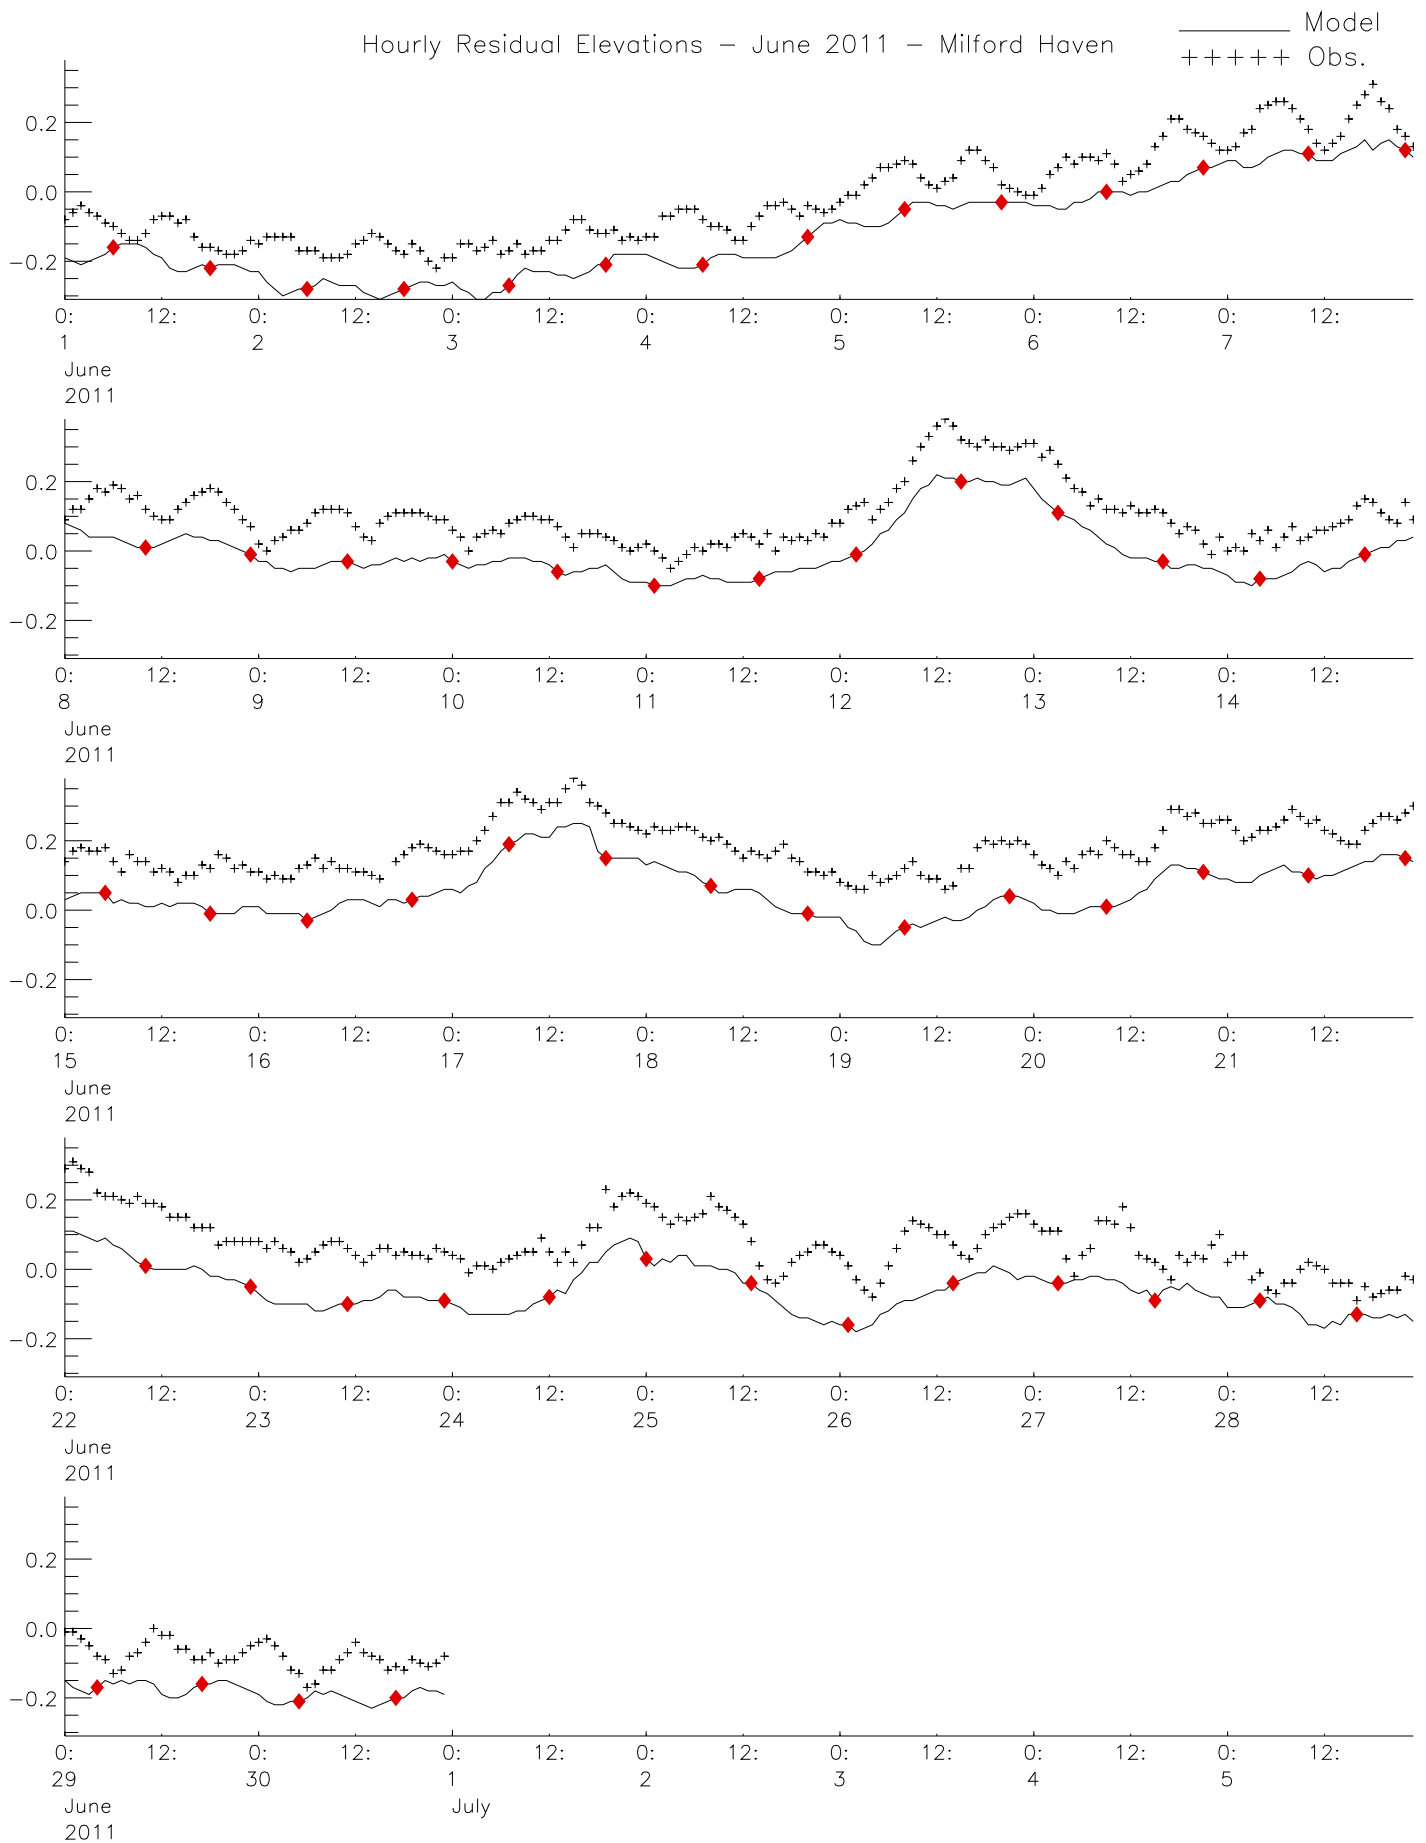 Hourly Residual Elevations – June 2011 – Milford Haven
Model
+++++ Obs.
0.2
0.0
−0.2
0: 12: 0: 12: 0: 12: 0: 12: 0: 12: 0: 12: 0: 12:
1 2 3 4 5 6 7
June
2011
0.2
0.0
−0.2
0: 12: 0: 12: 0: 12: 0: 12: 0: 12: 0: 12: 0: 12:
8 9 10 11 12 13 14
June
2011
0.2
0.0
−0.2
0: 12: 0: 12: 0: 12: 0: 12: 0: 12: 0: 12: 0: 12:
15 16 17 18 19 20 21
June
2011
0.2
0.0
−0.2
0: 12: 0: 12: 0: 12: 0: 12: 0: 12: 0: 12: 0: 12:
22 23 24 25 26 27 28
June
2011
0.2
0.0
−0.2
0: 12: 0: 12: 0: 12: 0: 12: 0: 12: 0: 12: 0: 12:
29 30 1 2 3 4 5
June July
2011